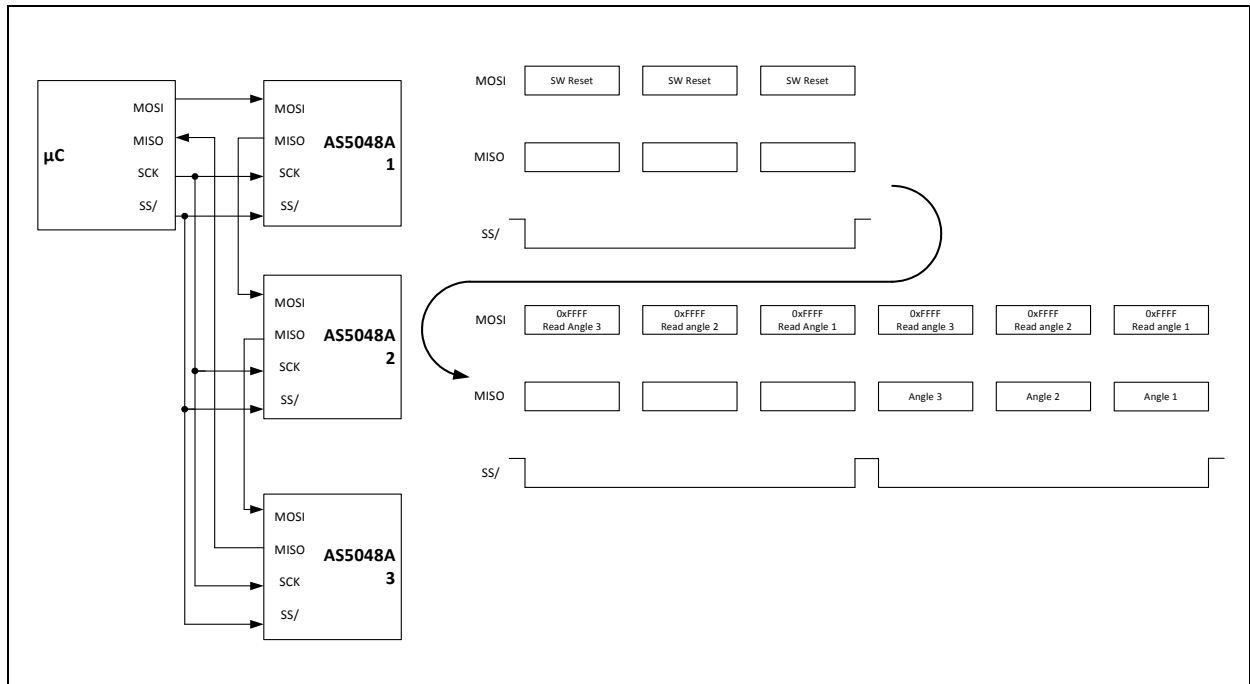 µC
MOSI
MISO
SCK
SS/
MOSI
MISO
SCK
SS/
AS5048A
1
MOSI
MISO
SCK
SS/
AS5048A
2
MOSI
MISO
SCK
SS/
AS5048A
3
MOSI
SW Reset
SW Reset
SW Reset
MISO
SS/
MOSI
0xFFFF
Read Angle 3
0xFFFF
Read angle 2
0xFFFF
Read Angle 1
0xFFFF
Read angle 3
0xFFFF
Read angle 2
0xFFFF
Read angle 1
MISO
Angle 3
Angle 2
Angle 1
SS/